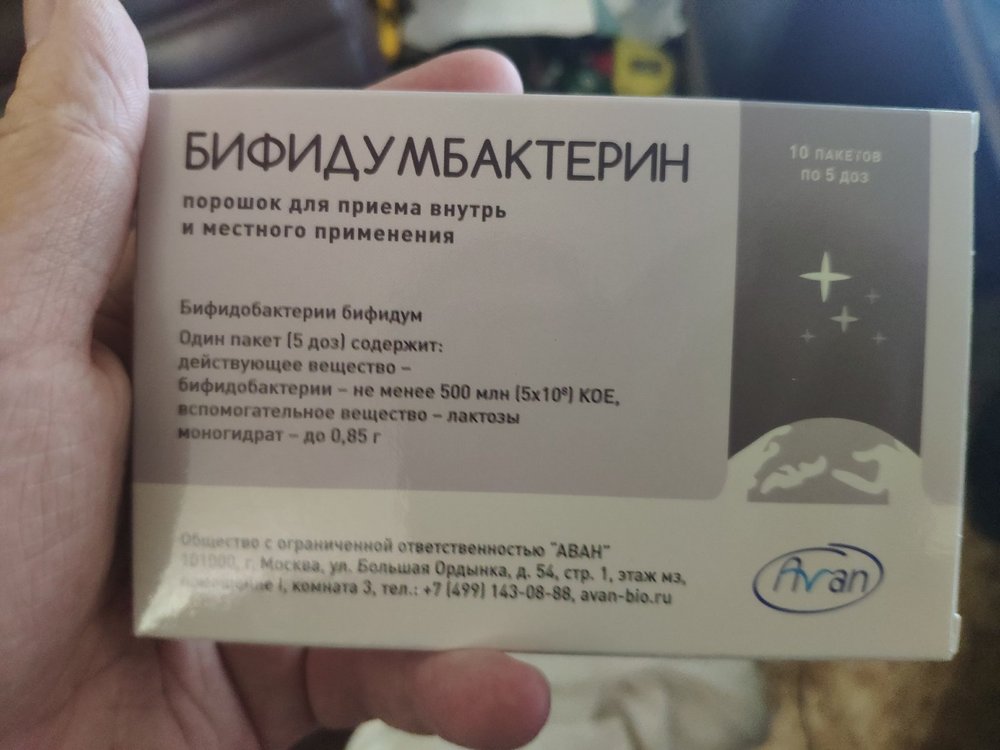 БИФИДУМБАКТЕРИН
порошок для приема внутрь
и местного применения
10 ПАКЕТОВ
ПО 5 ДОЗ
Бифидобактерии бифидум
Один пакет (5 доз) содержит:
действующее вещество –
бифидобактерии – не менее 500 млн (5х10⁸) КОЕ,
вспомогательное вещество – лактозы
моногидрат – до 0,85 г
Общество с ограниченной ответственностью "АВАН"
101000, г. Москва, ул. Большая Ордынка, д. 54, стр. 1, этаж мз,
I, комната 3, тел.: +7 (499) 143-08-88, avan-bio.ru
Avan